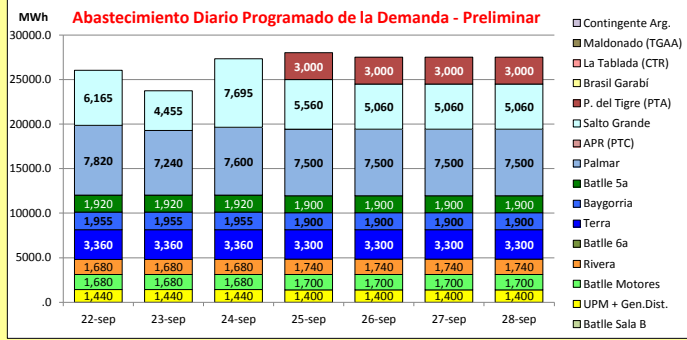 MWh
Abastecimiento Diario Programado de la Demanda - Preliminar
30000.0
25000.0
20000.0
15000.0
10000.0
5000.0
.0
6,165 4,455 7,695 3,000 3,000 3,000 3,000
5,560 5,060 5,060 5,060
7,820 7,240 7,600 7,500 7,500 7,500 7,500
1,920 1,920 1,920 1,900 1,900 1,900 1,900
1,955 1,955 1,955 1,900 1,900 1,900 1,900
3,360 3,360 3,360 3,300 3,300 3,300 3,300
1,680 1,680 1,680 1,740 1,740 1,740 1,740
1,680 1,680 1,680 1,700 1,700 1,700 1,700
1,440 1,440 1,440 1,400 1,400 1,400 1,400
22-sep 23-sep 24-sep 25-sep 26-sep 27-sep 28-sep
Contingente Arg.
Maldonado (TGAA)
La Tablada (CTR)
Brasil Garabí
P. del Tigre (PTA)
Salto Grande
APR (PTC)
Palmar
Batlle 5a
Baygorria
Terra
Batlle 6a
Rivera
Batlle Motores
UPM + Gen.Dist.
Batlle Sala B